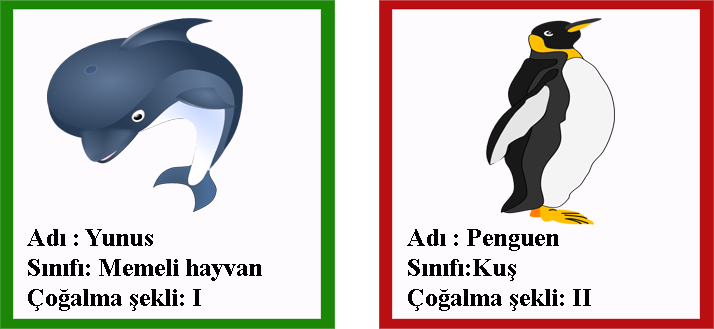 Adı : Yunus
Sınıfı: Memeli hayvan
Çoğalma şekli: I
Adı : Penguen
Sınıfı:Kuş
Çoğalma şekli: II